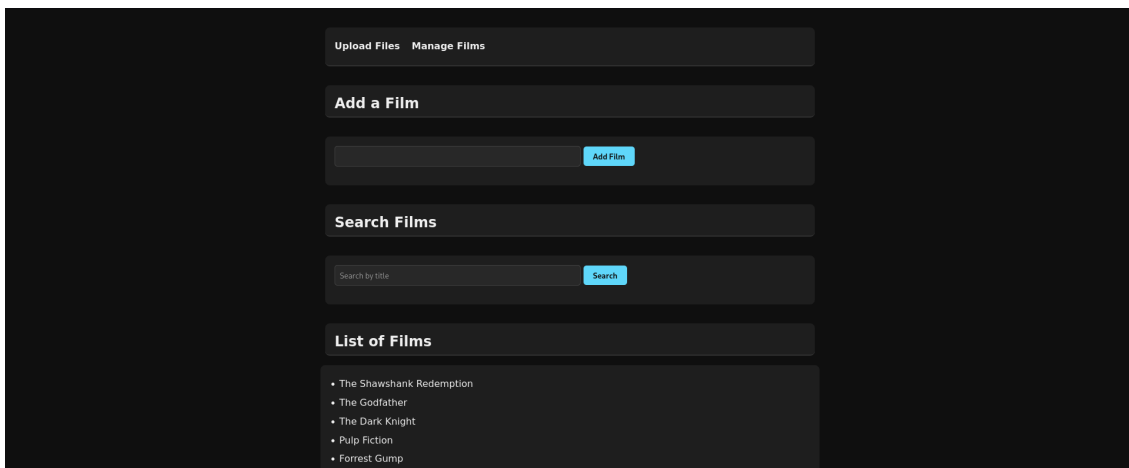 Upload Files Manage Films
Add a Film
Add Film
Search Films
Search by title Search
List of Films
• The Shawshank Redemption
• The Godfather
• The Dark Knight
• Pulp Fiction
• Forrest Gump